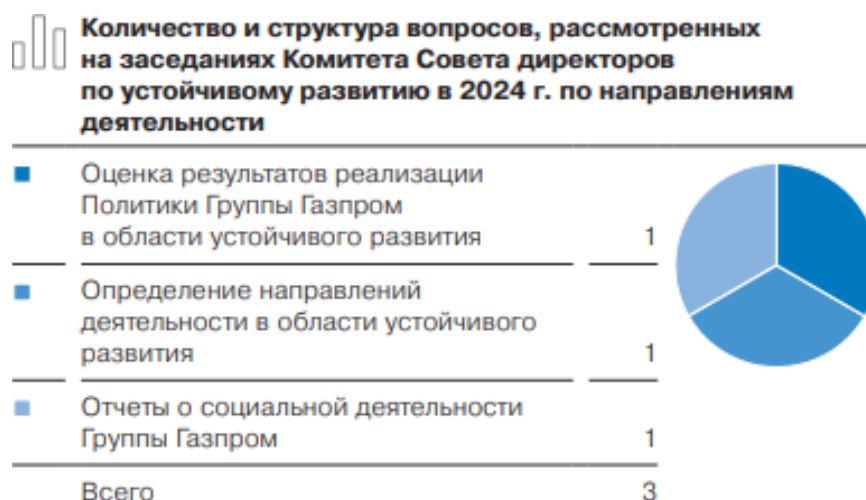 Количество и структура вопросов, рассмотренных
на заседаниях Комитета Совета директоров
по устойчивому развитию в 2024 г. по направлениям
деятельности
Оценка результатов реализации
Политики Группы Газпром
в области устойчивого развития 1
Определение направлений
деятельности в области устойчивого
развития 1
Отчеты о социальной деятельности
Группы Газпром 1
Всего 3